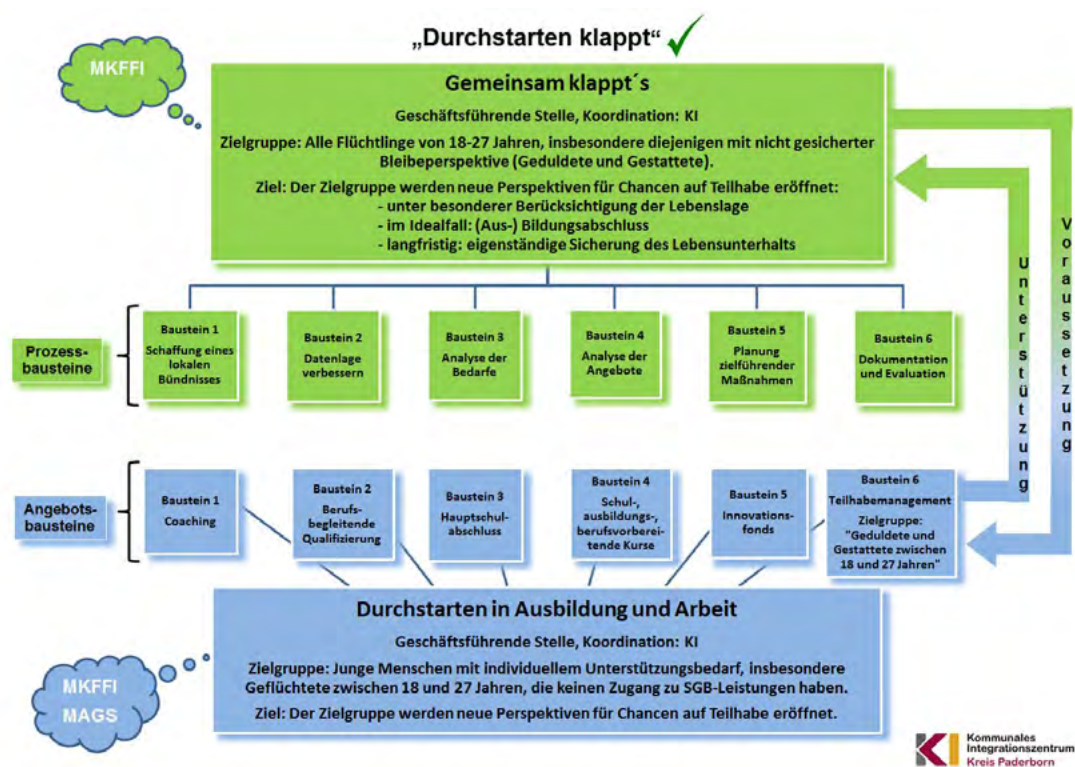 „Durchstarten klappt“
MKFFI
Gemeinsam klappt´s
Geschäftsführende Stelle, Koordination: KI
Zielgruppe: Alle Flüchtlinge von 18-27 Jahren, insbesondere diejenigen mit nicht gesicherter
Bleibeperspektive (Geduldete und Gestattete).
Ziel: Der Zielgruppe werden neue Perspektiven für Chancen auf Teilhabe eröffnet:
- unter besonderer Berücksichtigung der Lebenslage
- im Idealfall: (Aus-) Bildungsabschluss
- langfristig: eigenständige Sicherung des Lebensunterhalts
Unterstützung
Voraussetzung
Prozess-
bausteine
Baustein 1
Schaffung eines
lokalen
Bündnisses
Baustein 2
Datenlage
verbessern
Baustein 3
Analyse der
Bedarfe
Baustein 4
Analyse der
Angebote
Baustein 5
Planung
zielführender
Maßnahmen
Baustein 6
Dokumentation
und Evaluation
Angebots-
bausteine
Baustein 1
Coaching
Baustein 2
Berufs-
begleitende
Qualifizierung
Baustein 3
Hauptschul-
abschluss
Baustein 4
Schul-,
ausbildungs-,
berufsvorberei-
tende Kurse
Baustein 5
Innovations-
fonds
Baustein 6
Teilhabemanagement
Zielgruppe:
"Geduldete und
Gestattete zwischen
18 und 27 Jahren"
Durchstarten in Ausbildung und Arbeit
Geschäftsführende Stelle, Koordination: KI
Zielgruppe: Junge Menschen mit individuellem Unterstützungsbedarf, insbesondere
Geflüchtete zwischen 18 und 27 Jahren, die keinen Zugang zu SGB-Leistungen haben.
Ziel: Der Zielgruppe werden neue Perspektiven für Chancen auf Teilhabe eröffnet.
MKFFI
MAGS
KI
Kommunales
Integrationszentrum
Kreis Paderborn